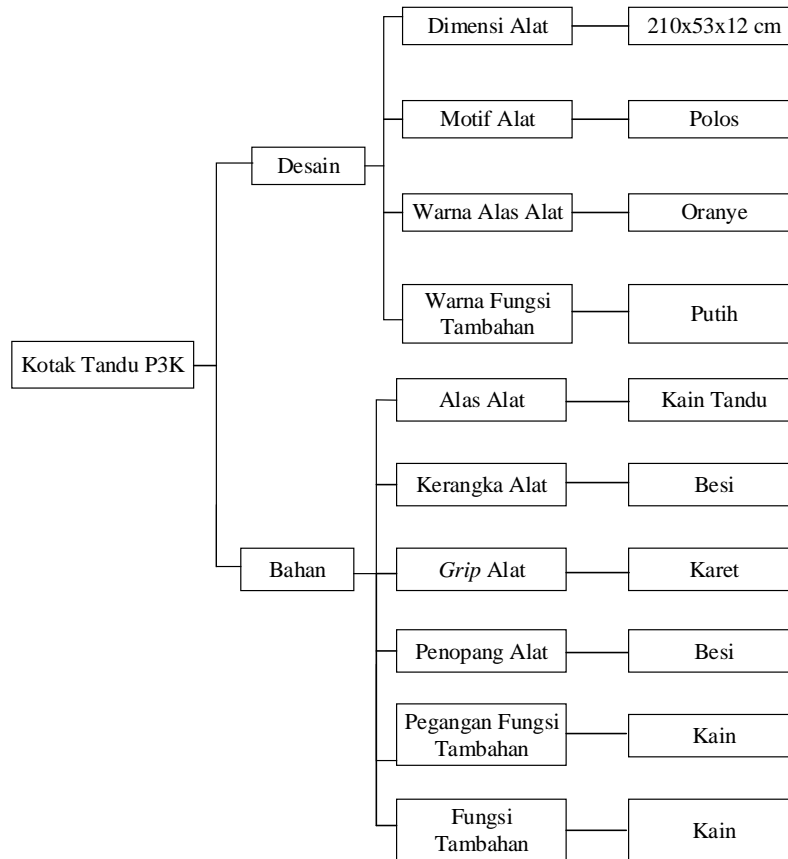 Kotak Tandu P3K
Desain
Dimensi Alat
210x53x12 cm
Motif Alat
Polos
Warna Alas Alat
Oranye
Warna Fungsi
Tambahan
Putih
Bahan
Alas Alat
Kain Tandu
Kerangka Alat
Besi
Grip Alat
Karet
Penopang Alat
Besi
Pegangan Fungsi
Tambahan
Kain
Fungsi
Tambahan
Kain